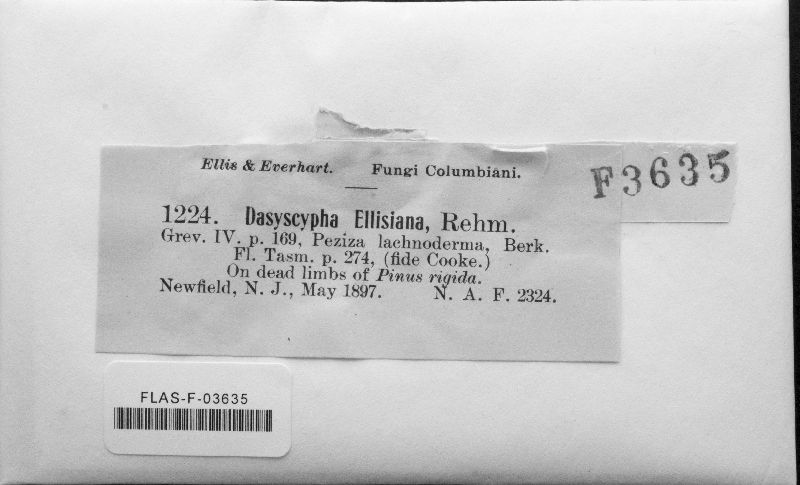 Ellis & Everhart. Fungi Columbiani.
F3635
1224. Dasyscypha Ellisiana, Rehm.
Grev. IV. p. 169, Peziza lachnoderma, Berk.
Fl. Tasm. p. 274, (fide Cooke.)
On dead limbs of Pinus rigida.
Newfield, N. J., May 1897. N. A. F. 2324.
FLAS-F-03635